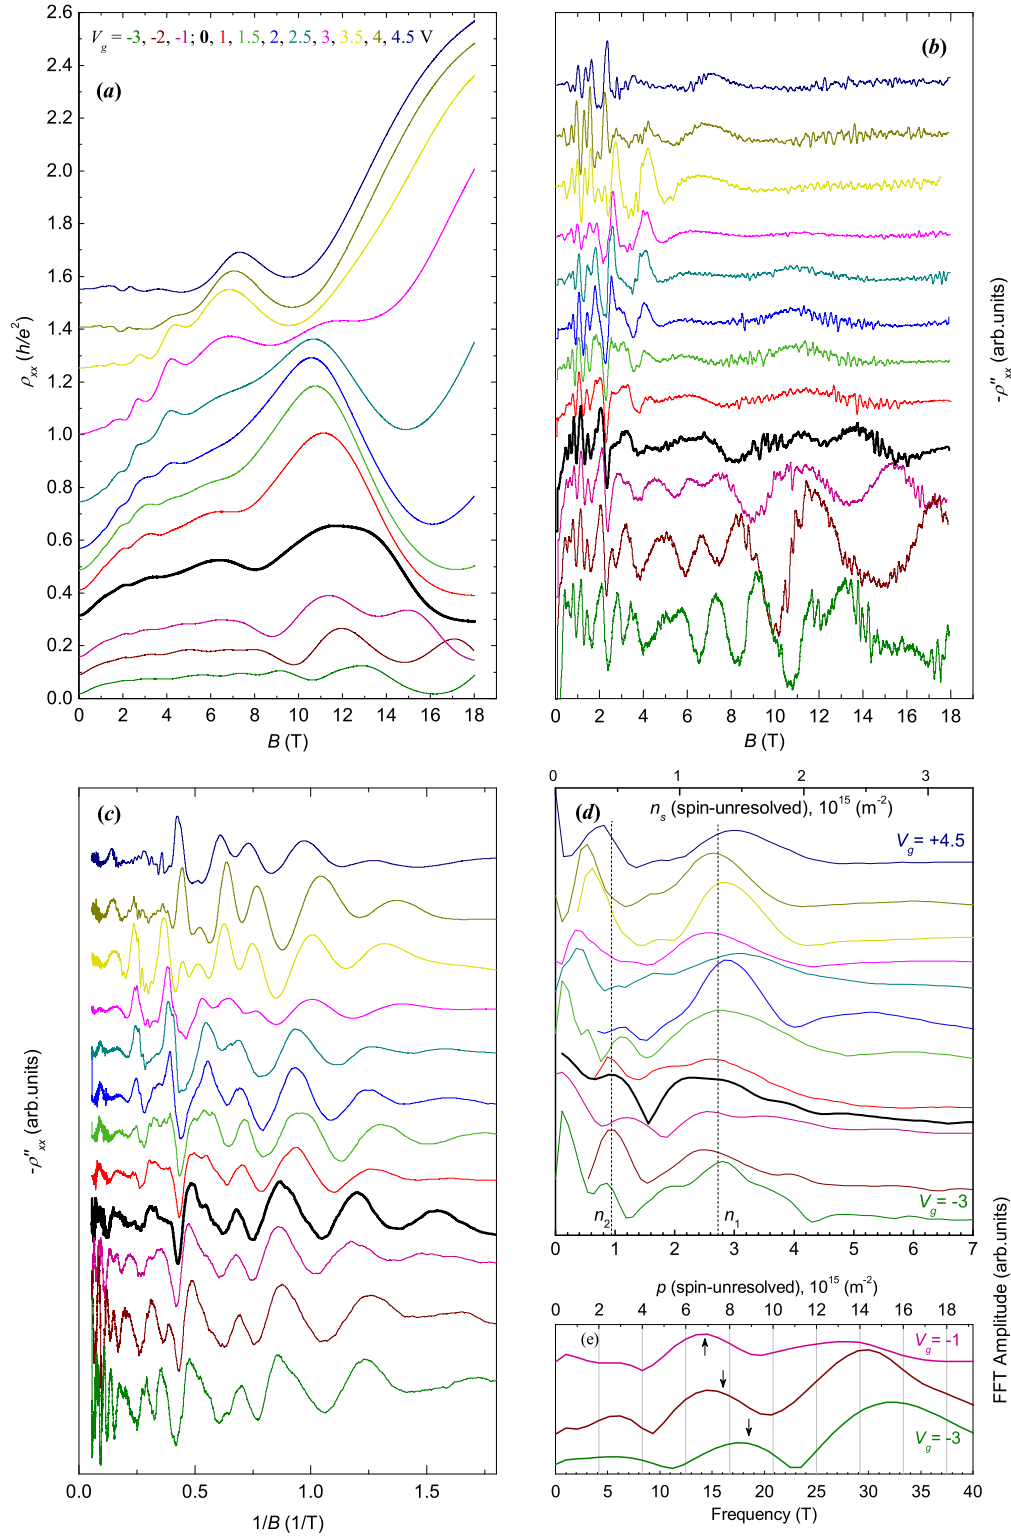 (a)
V_g = -3, -2, -1; 0, 1, 1.5, 2, 2.5, 3, 3.5, 4, 4.5 V
ρ_xx (h/e²)
2.6
2.4
2.2
2.0
1.8
1.6
1.4
1.2
1.0
0.8
0.6
0.4
0.2
0.0
0 2 4 6 8 10 12 14 16 18
B (T)
(b)
-ρ″_xx (arb.units)
0 2 4 6 8 10 12 14 16 18
B (T)
(c)
-ρ″_xx (arb.units)
0.0 0.5 1.0 1.5
1/B (1/T)
0 1 2 3
n_s (spin-unresolved), 10¹⁵ (m⁻²)
(d)
V_g = +4.5
V_g = -3
n₂ n₁
0 1 2 3 4 5 6 7
FFT Amplitude (arb.units)
p (spin-unresolved), 10¹⁵ (m⁻²)
0 2 4 6 8 10 12 14 16 18
(e)
V_g = -1
V_g = -3
0 5 10 15 20 25 30 35 40
Frequency (T)